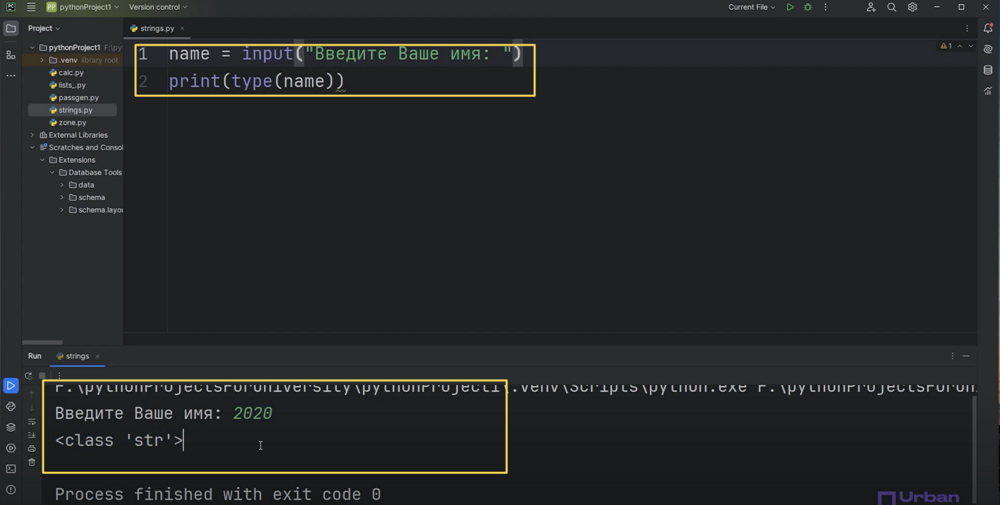 PC
PP pythonProject1
Version control
Current File
Project
strings.py
1
pythonProject1 F:\py
.venv library root
calc.py
lists_.py
passgen.py
strings.py
zone.py
External Libraries
Scratches and Consol
Extensions
Database Tools
data
schema
schema.layou
1 name = input("Введите Ваше имя: ")
2 print(type(name))
Run
strings
F:\pythonProjectsForUniversity\pythonProject1\.venv\Scripts\python.exe F:\pythonProjectsForUni
Введите Ваше имя: 2020
<class 'str'>
Process finished with exit code 0
Urban